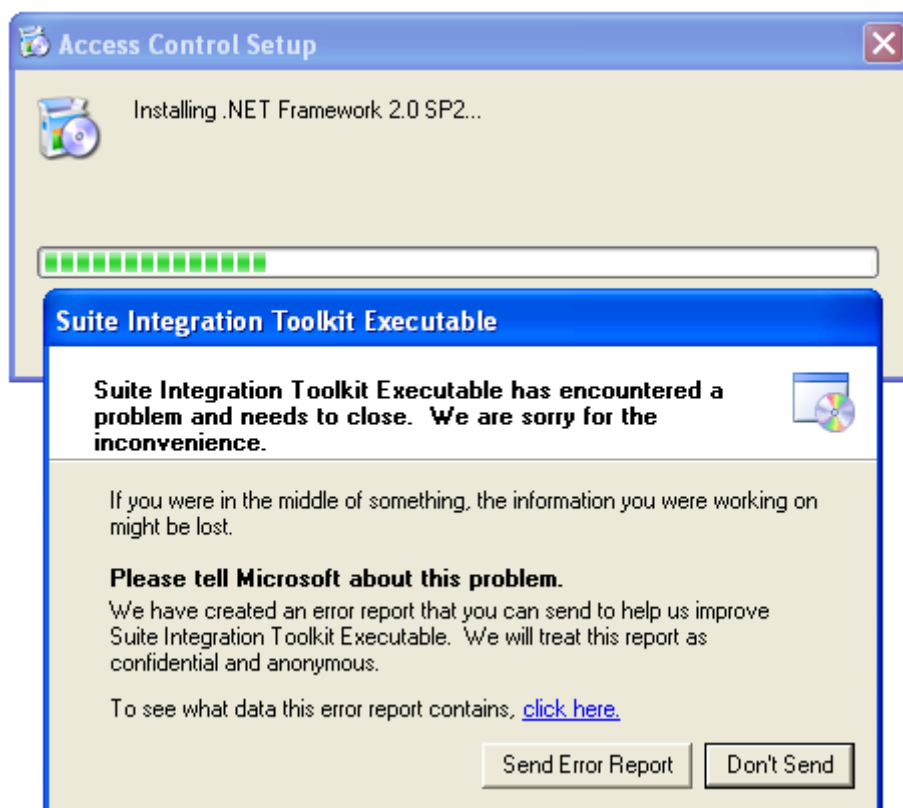 Access Control Setup
Installing .NET Framework 2.0 SP2...
Suite Integration Toolkit Executable
Suite Integration Toolkit Executable has encountered a
problem and needs to close.  We are sorry for the
inconvenience.
If you were in the middle of something, the information you were working on
might be lost.
Please tell Microsoft about this problem.
We have created an error report that you can send to help us improve
Suite Integration Toolkit Executable.  We will treat this report as
confidential and anonymous.
To see what data this error report contains, click here.
Send Error Report
Don't Send